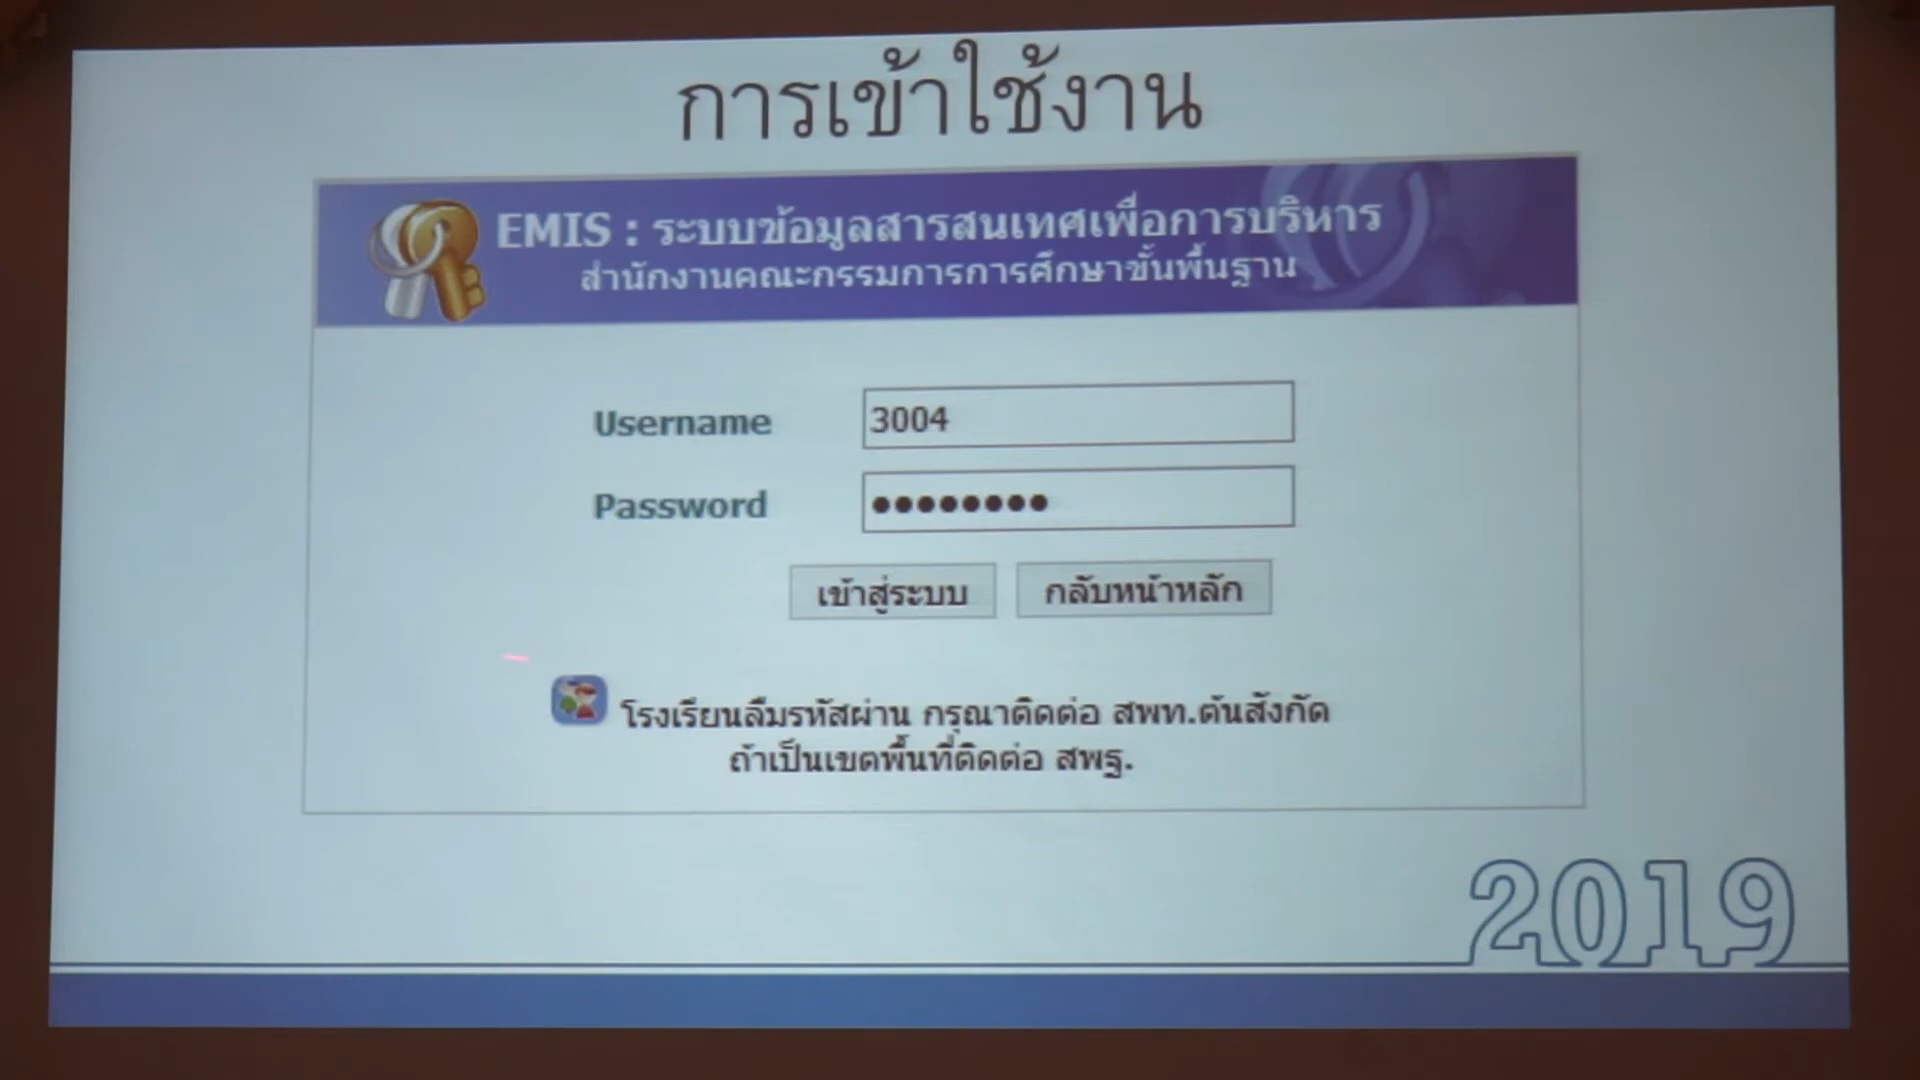 การเข้าใช้งาน
EMIS : ระบบข้อมูลสารสนเทศเพื่อการบริหาร
สำนักงานคณะกรรมการการศึกษาขั้นพื้นฐาน
Username 3004
Password ●●●●●●●●
เข้าสู่ระบบ กลับหน้าหลัก
โรงเรียนลืมรหัสผ่าน กรุณาติดต่อ สพท.ต้นสังกัด
ถ้าเป็นเขตพื้นที่ติดต่อ สพฐ.
2019